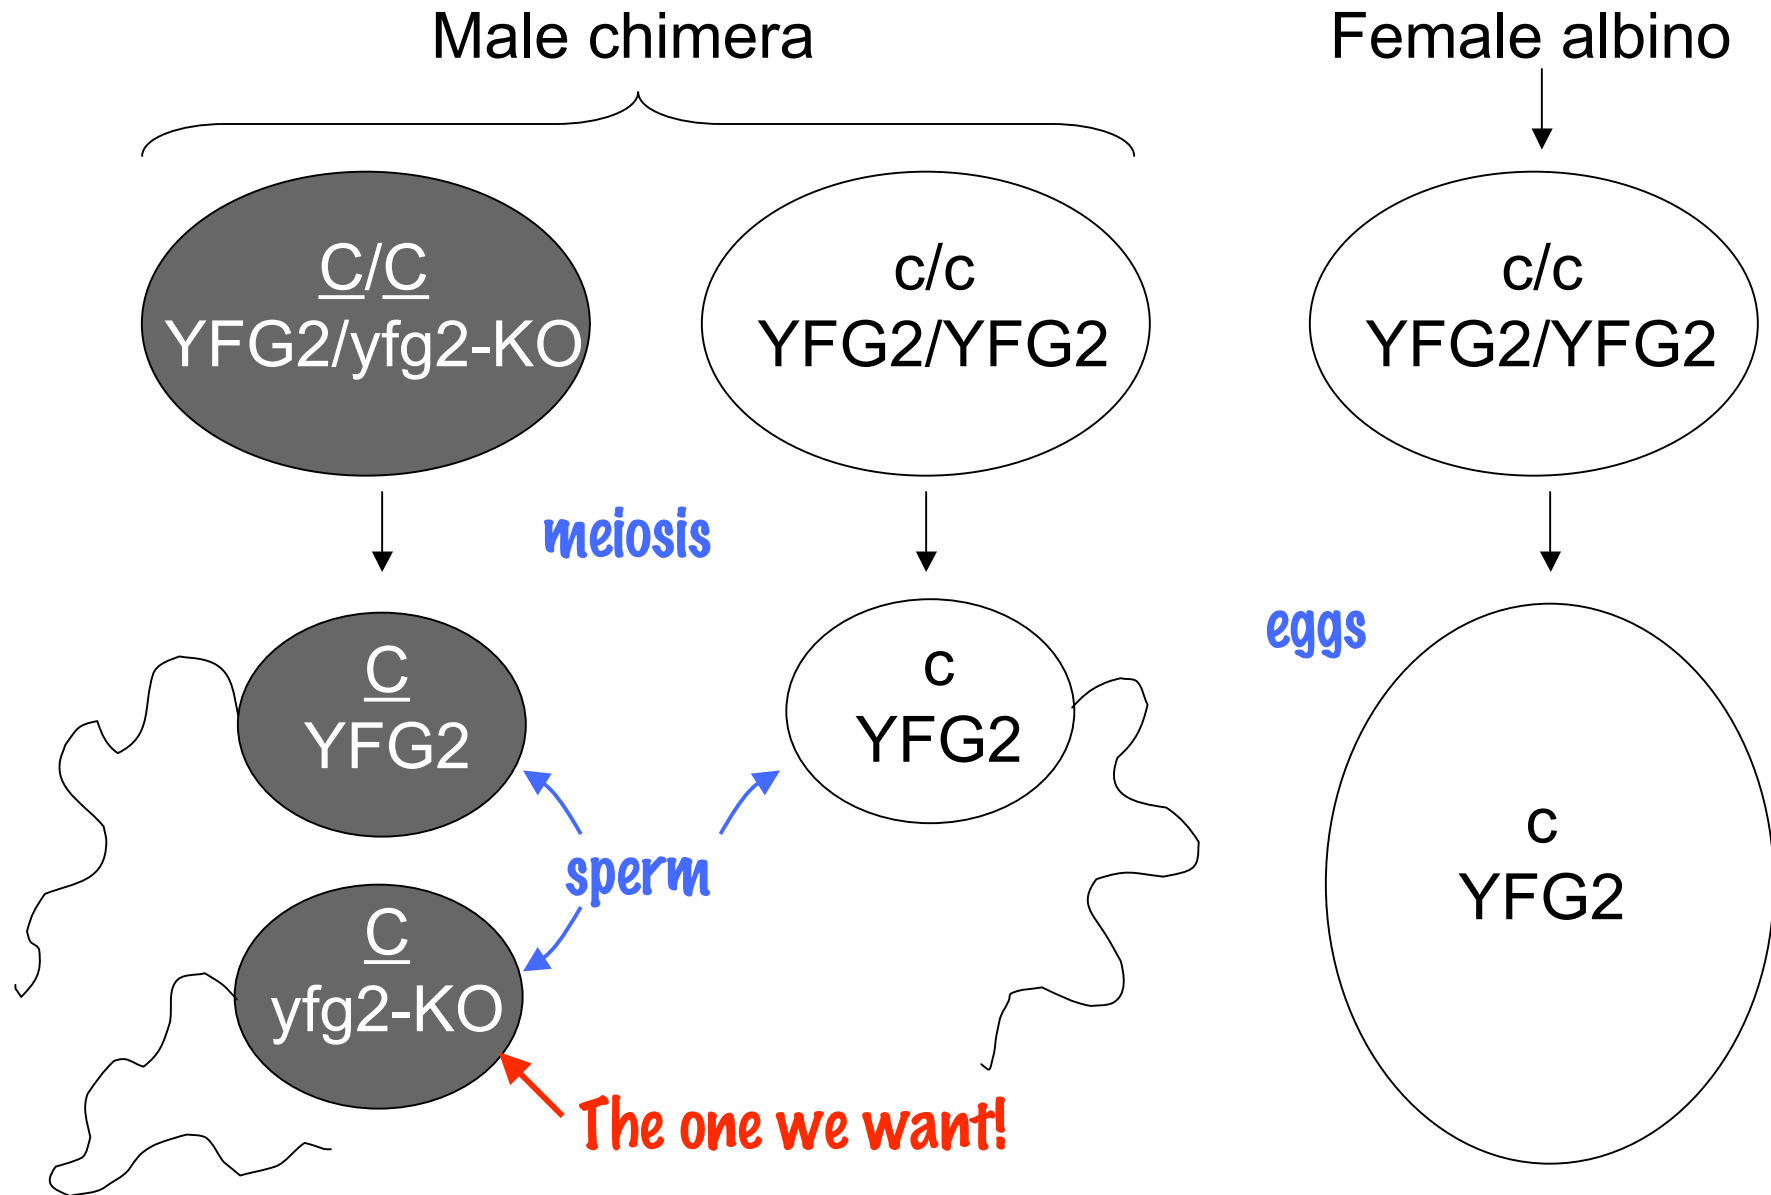 Male chimera
Female albino
C/C
YFG2/yfg2-KO
c/c
YFG2/YFG2
c/c
YFG2/YFG2
meiosis
C
YFG2
c
YFG2
eggs
sperm
c
YFG2
C
yfg2-KO
The one we want!